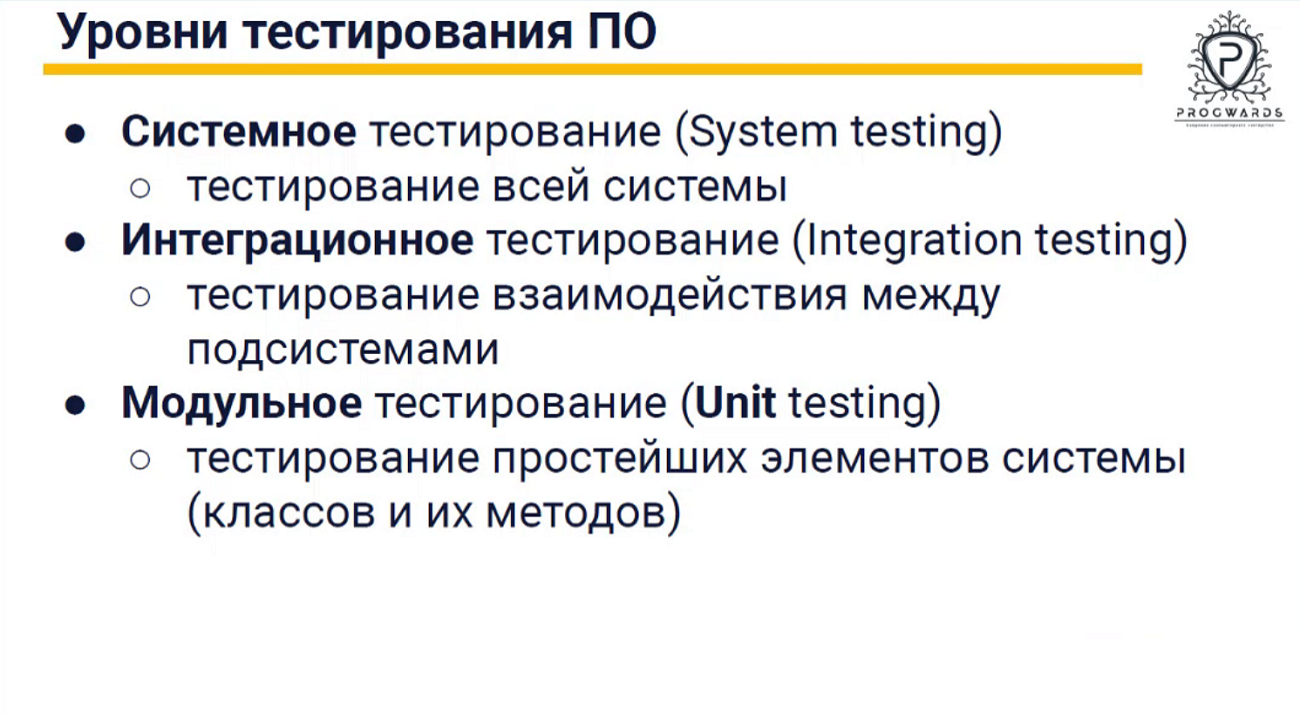 Уровни тестирования ПО
PROGWARDS
● Системное тестирование (System testing)
○ тестирование всей системы
● Интеграционное тестирование (Integration testing)
○ тестирование взаимодействия между
подсистемами
● Модульное тестирование (Unit testing)
○ тестирование простейших элементов системы
(классов и их методов)